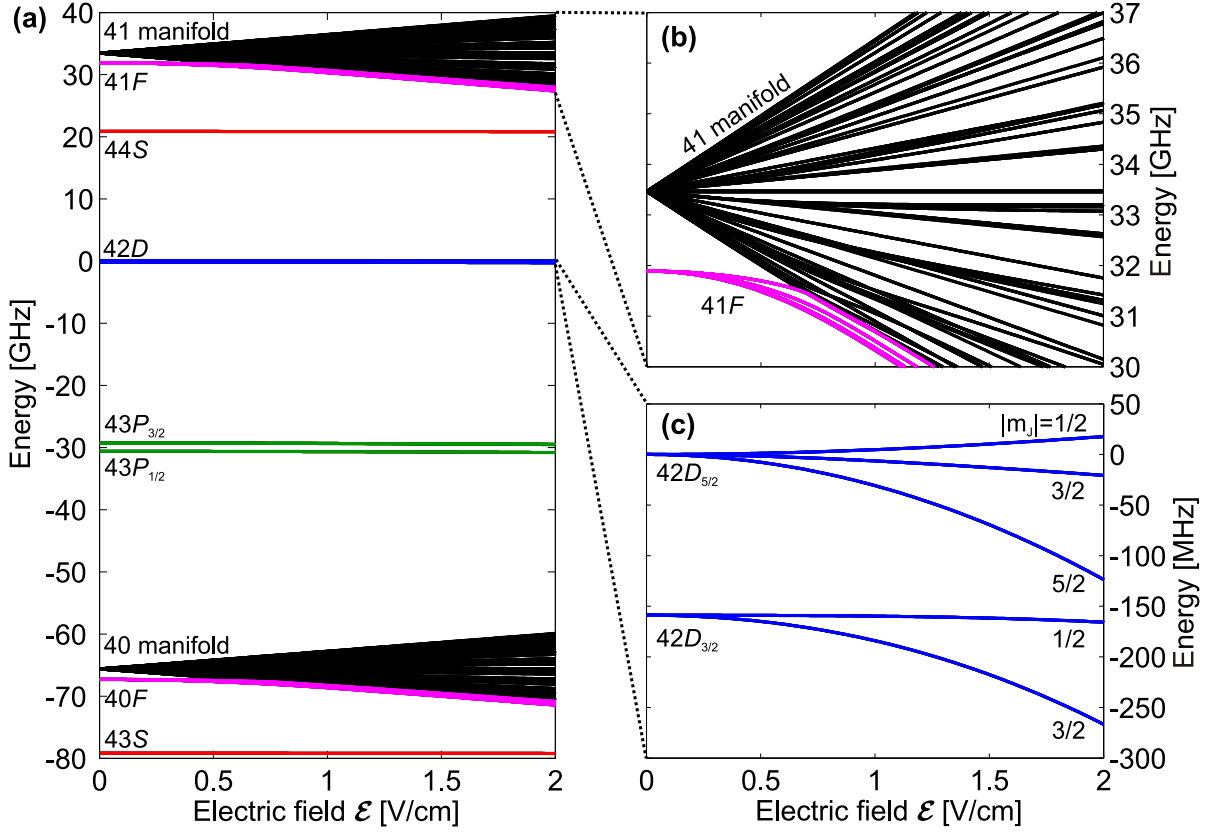 (a)
40
41 manifold
30
41F
20
44S
10
42D
0
-10
-20
43P3/2
-30
43P1/2
-40
-50
-60
40 manifold
-70
40F
43S
-80
0
0.5
1
1.5
2
Energy [GHz]
Electric field ℰ [V/cm]
(b)
41 manifold
41F
37
36
35
34
33
32
31
30
Energy [GHz]
(c)
|mJ|=1/2
42D5/2
3/2
5/2
42D3/2
1/2
3/2
50
0
-50
-100
-150
-200
-250
-300
Energy [MHz]
0
0.5
1
1.5
2
Electric field ℰ [V/cm]